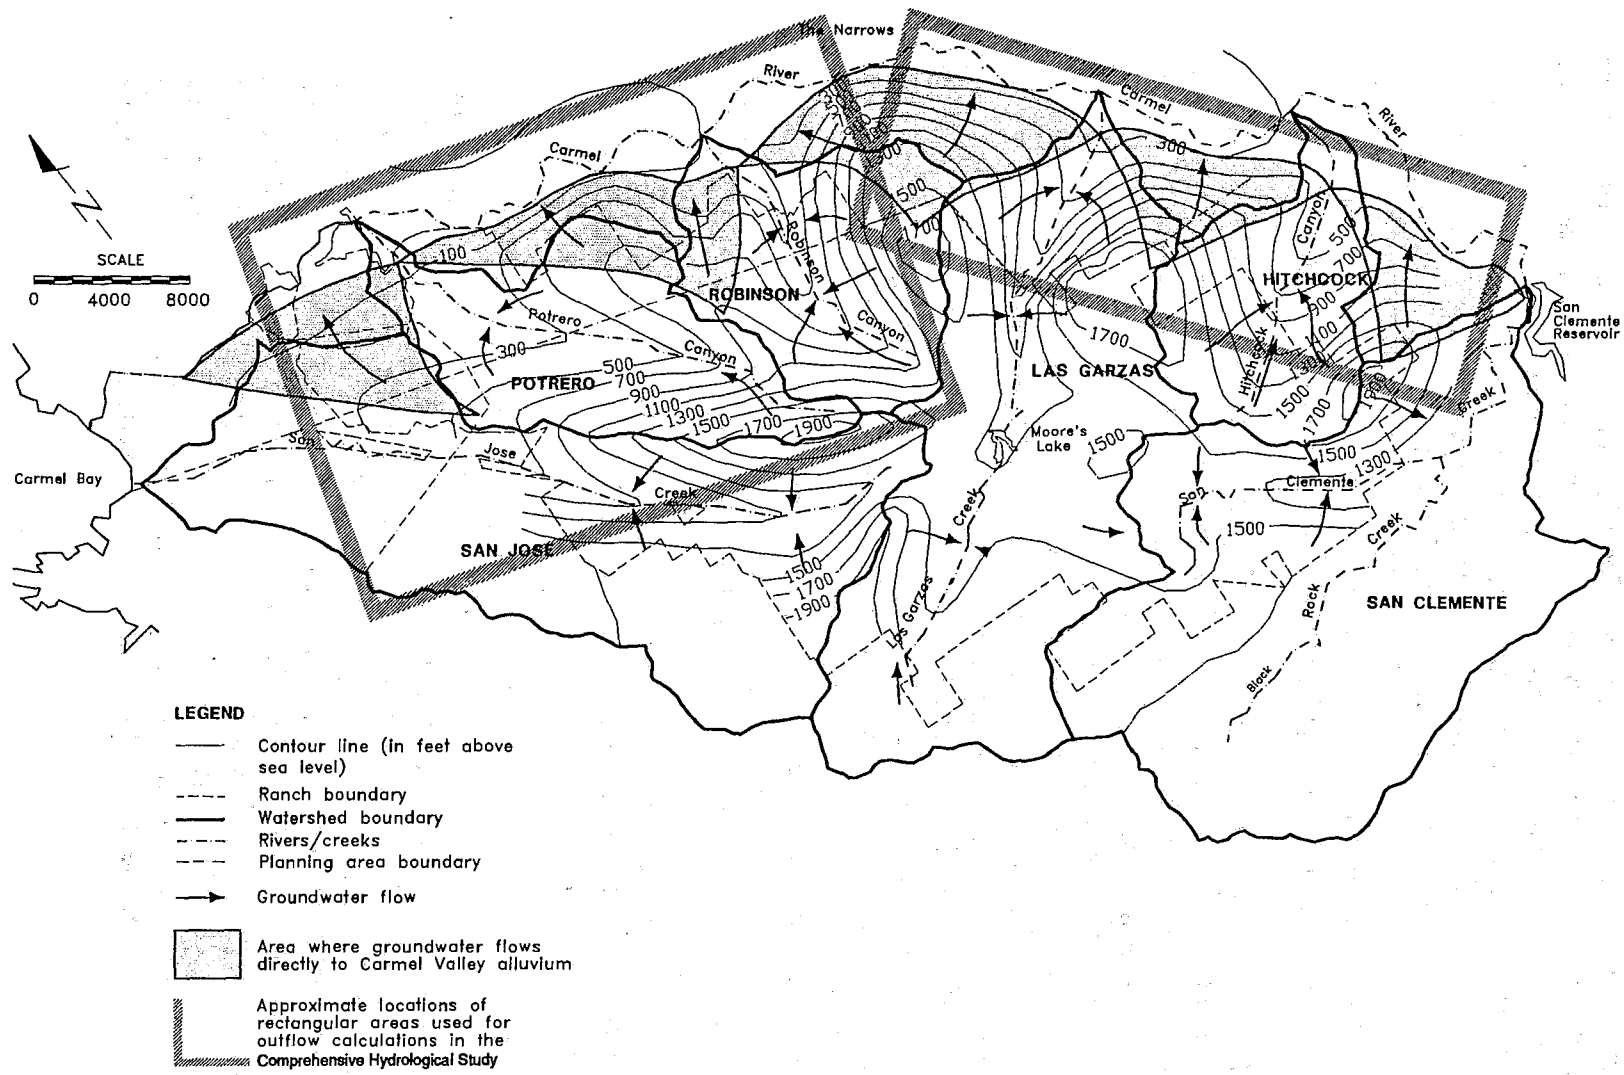 The Narrows
River
Carmel
River
Carmel
300
1300
500
1700
Canyon
500
700
HITCHCOCK
900
1100
1300
1500
1700
Hitchcock
San
Clemente
Reservoir
Creek
N
SCALE
0 4000 8000
100
Robinson
ROBINSON
Canyon
Potrero
300
Canyon
POTRERO
500
700
900
1100
1300
1500
1700
1900
1700
LAS GARZAS
Moore's
Lake
1500
1500
1300
San
Clemente
1500
Creek
Carmel Bay
San
Jose
Creek
SAN JOSE
1500
1700
1900
Creek
Las Garzas
Rock
Black
SAN CLEMENTE
LEGEND
Contour line (in feet above
sea level)
Ranch boundary
Watershed boundary
Rivers/creeks
Planning area boundary
Groundwater flow
Area where groundwater flows
directly to Carmel Valley alluvium
Approximate locations of
rectangular areas used for
outflow calculations in the
Comprehensive Hydrological Study